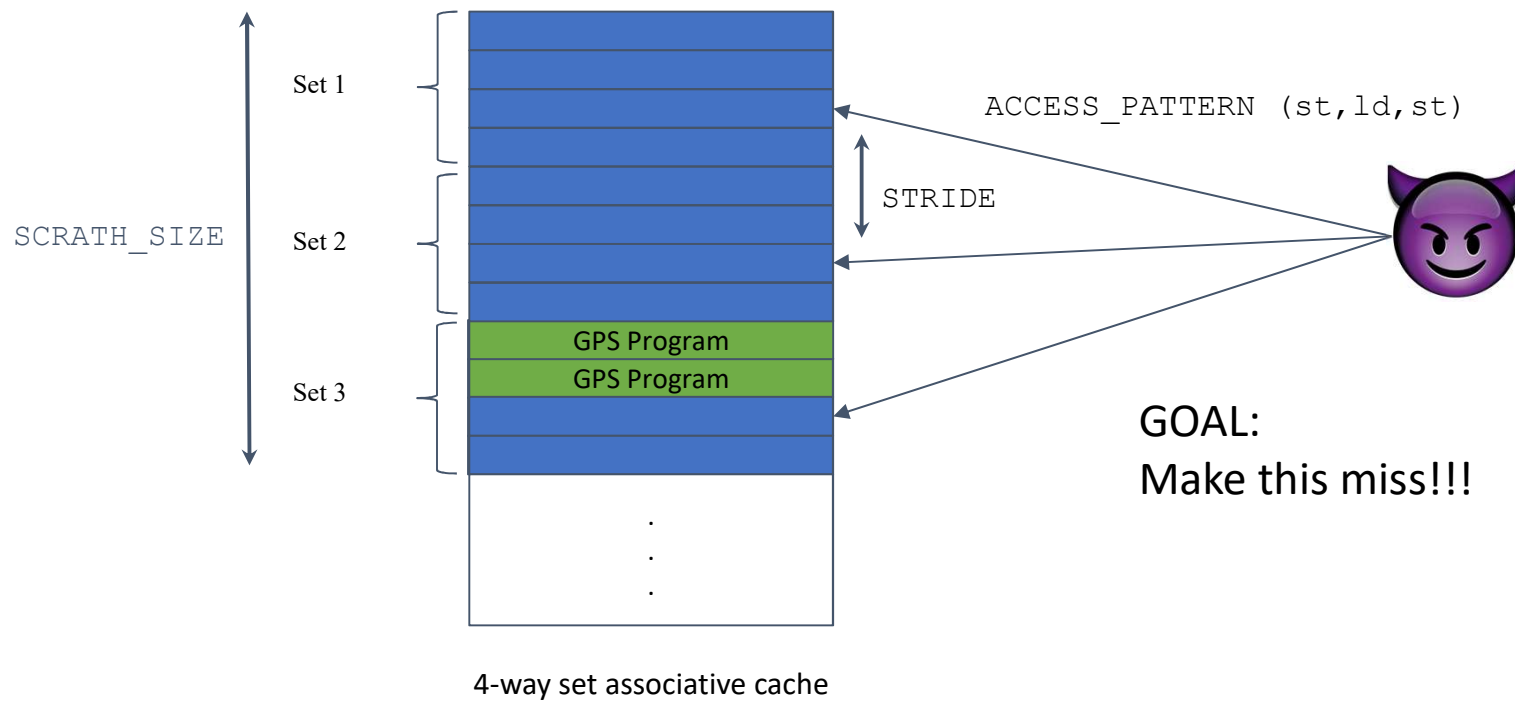 Set 1
ACCESS_PATTERN (st,ld,st)
STRIDE
SCRATH_SIZE
Set 2
GPS Program
GPS Program
Set 3
GOAL:
Make this miss!!!
.
.
.
4-way set associative cache